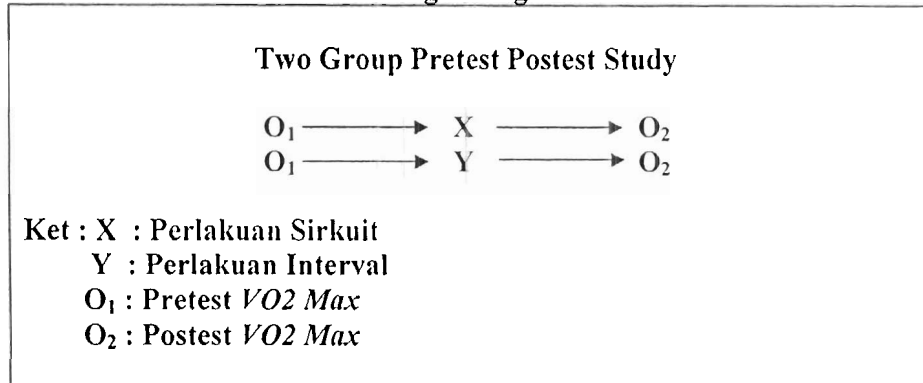 Two Group Pretest Postest Study
O₁ → X → O₂
O₁ → Y → O₂
Ket : X : Perlakuan Sirkuit
Y : Perlakuan Interval
O₁ : Pretest VO2 Max
O₂ : Postest VO2 Max